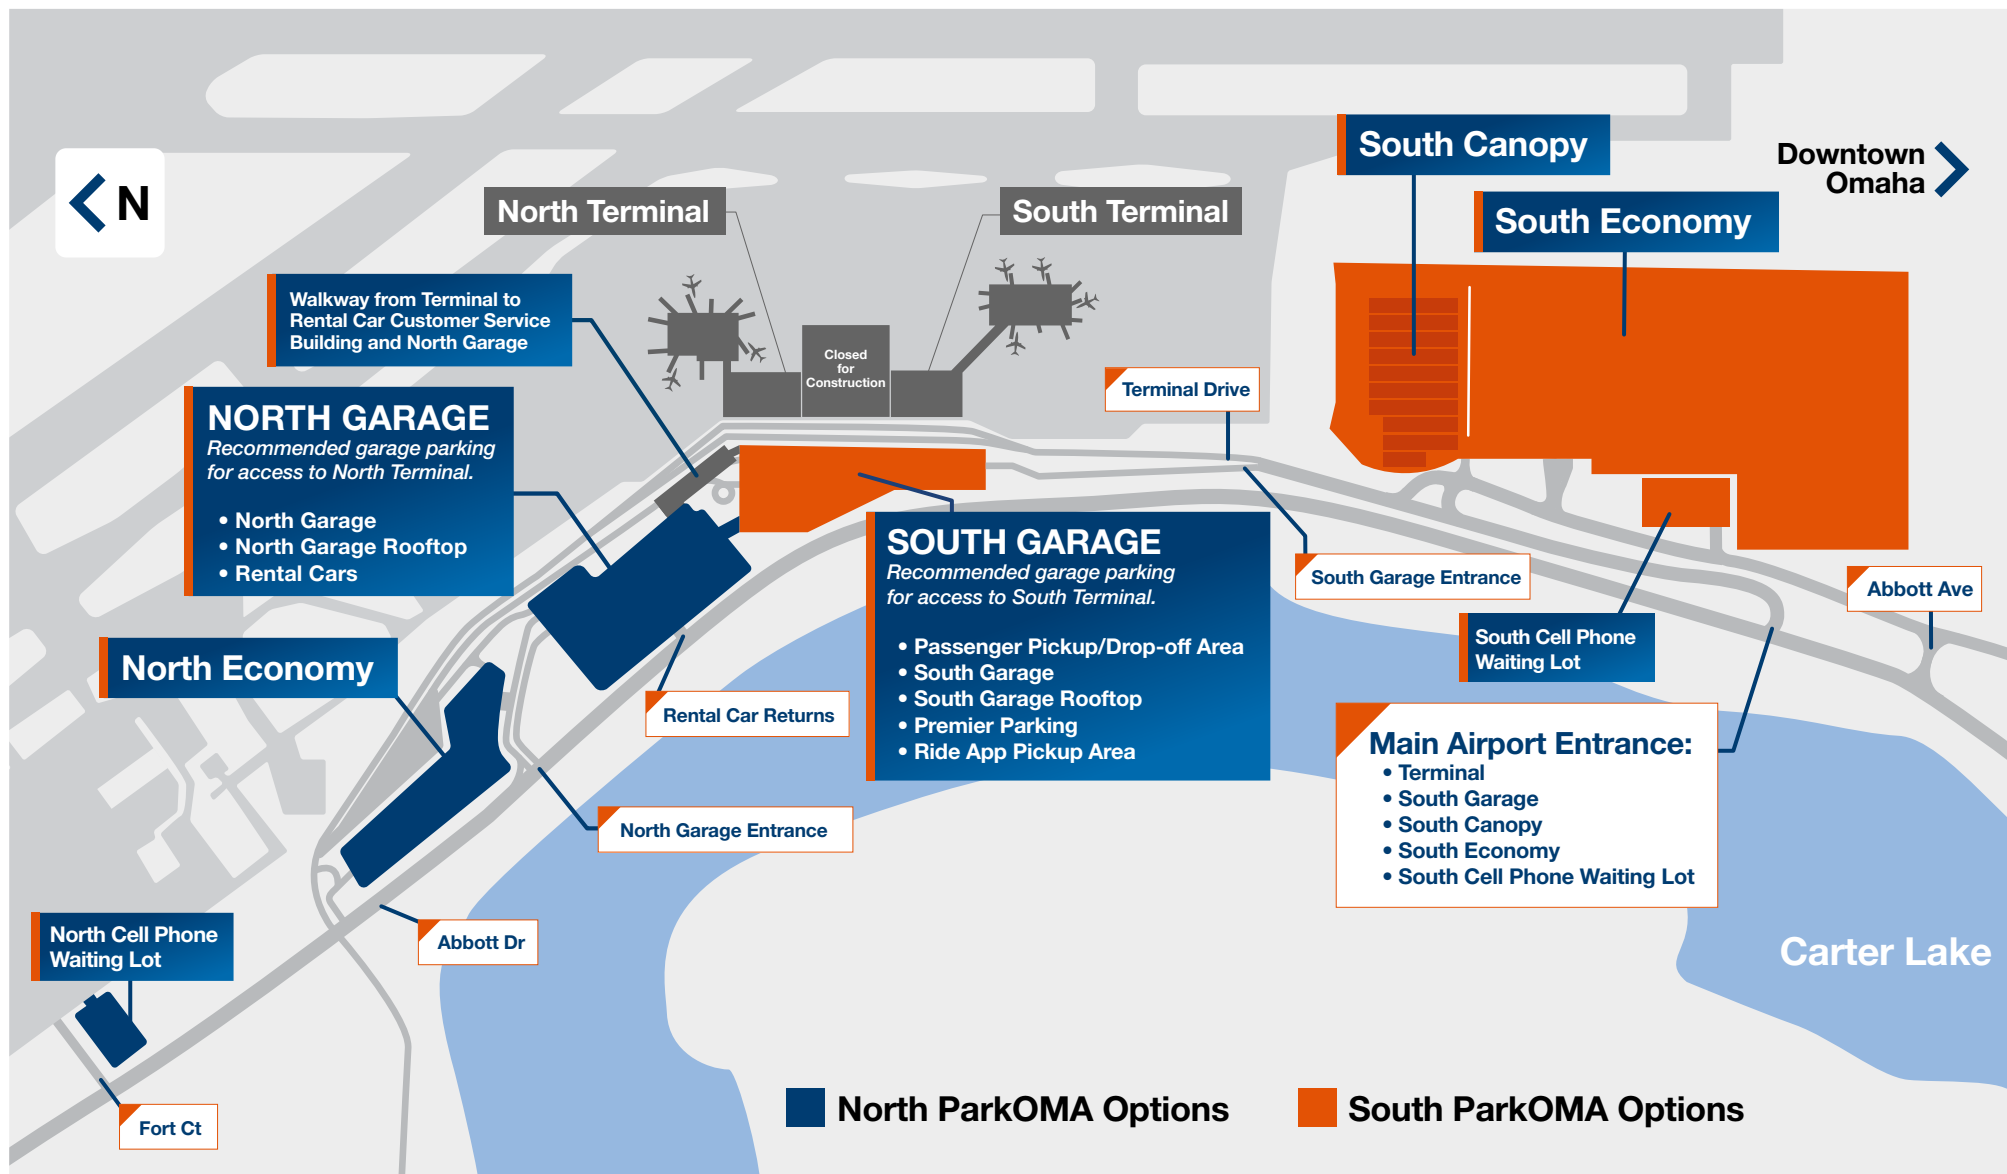 South Canopy
Downtown
Omaha
N
North Terminal
South Terminal
South Economy
Walkway from Terminal to
Rental Car Customer Service
Building and North Garage
Closed
for
Construction
Terminal Drive
NORTH GARAGE
Recommended garage parking
for access to North Terminal.
• North Garage
• North Garage Rooftop
• Rental Cars
SOUTH GARAGE
Recommended garage parking
for access to South Terminal.
• Passenger Pickup/Drop-off Area
• South Garage
• South Garage Rooftop
• Premier Parking
• Ride App Pickup Area
South Garage Entrance
Abbott Ave
South Cell Phone
Waiting Lot
North Economy
Rental Car Returns
Main Airport Entrance:
• Terminal
• South Garage
• South Canopy
• South Economy
• South Cell Phone Waiting Lot
North Garage Entrance
North Cell Phone
Waiting Lot
Abbott Dr
Carter Lake
Fort Ct
North ParkOMA Options
South ParkOMA Options